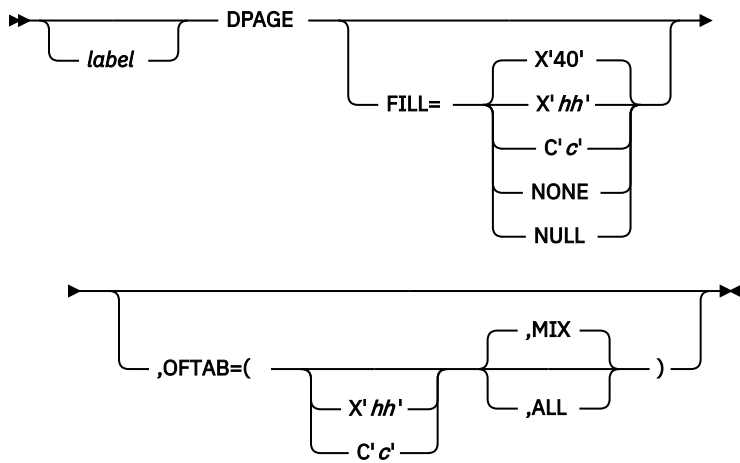 DPAGE
label
X'40'
FILL= X'hh'
C'c'
NONE
NULL
,MIX
,OFTAB=( )
,ALL
X'hh'
C'c'